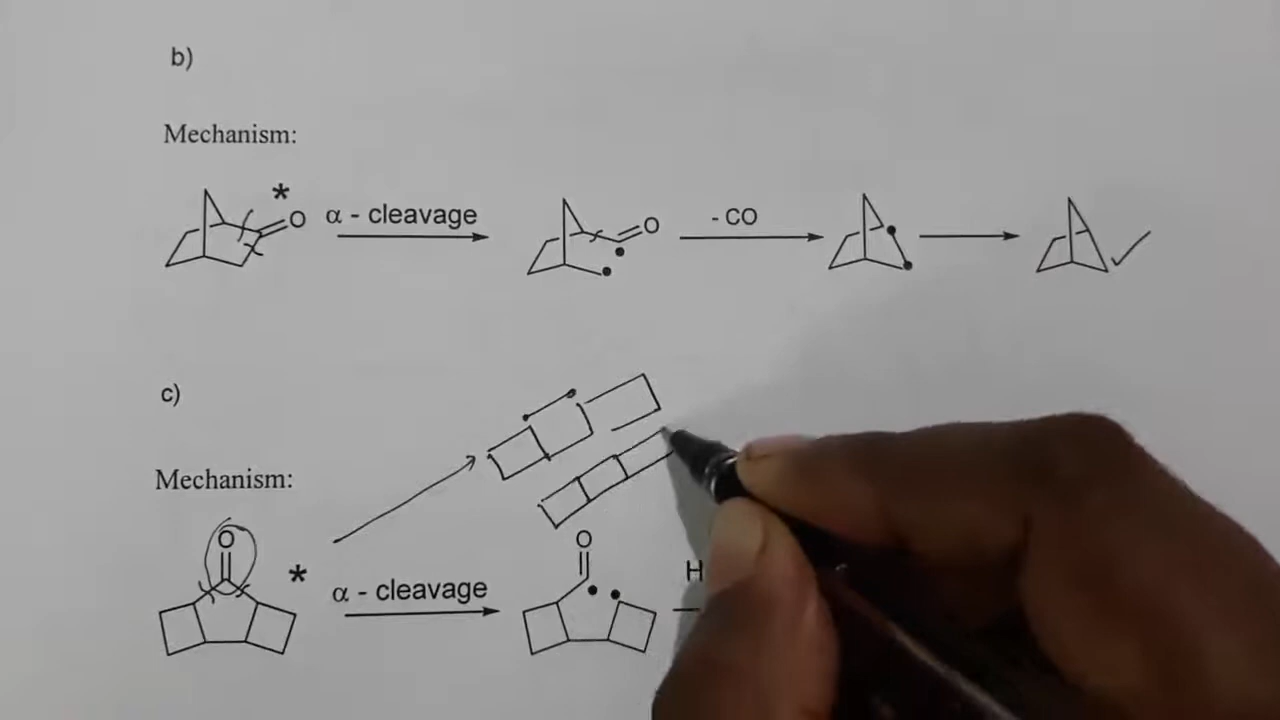 b)
Mechanism:
* O α - cleavage O - CO
c)
Mechanism:
O * α - cleavage O H